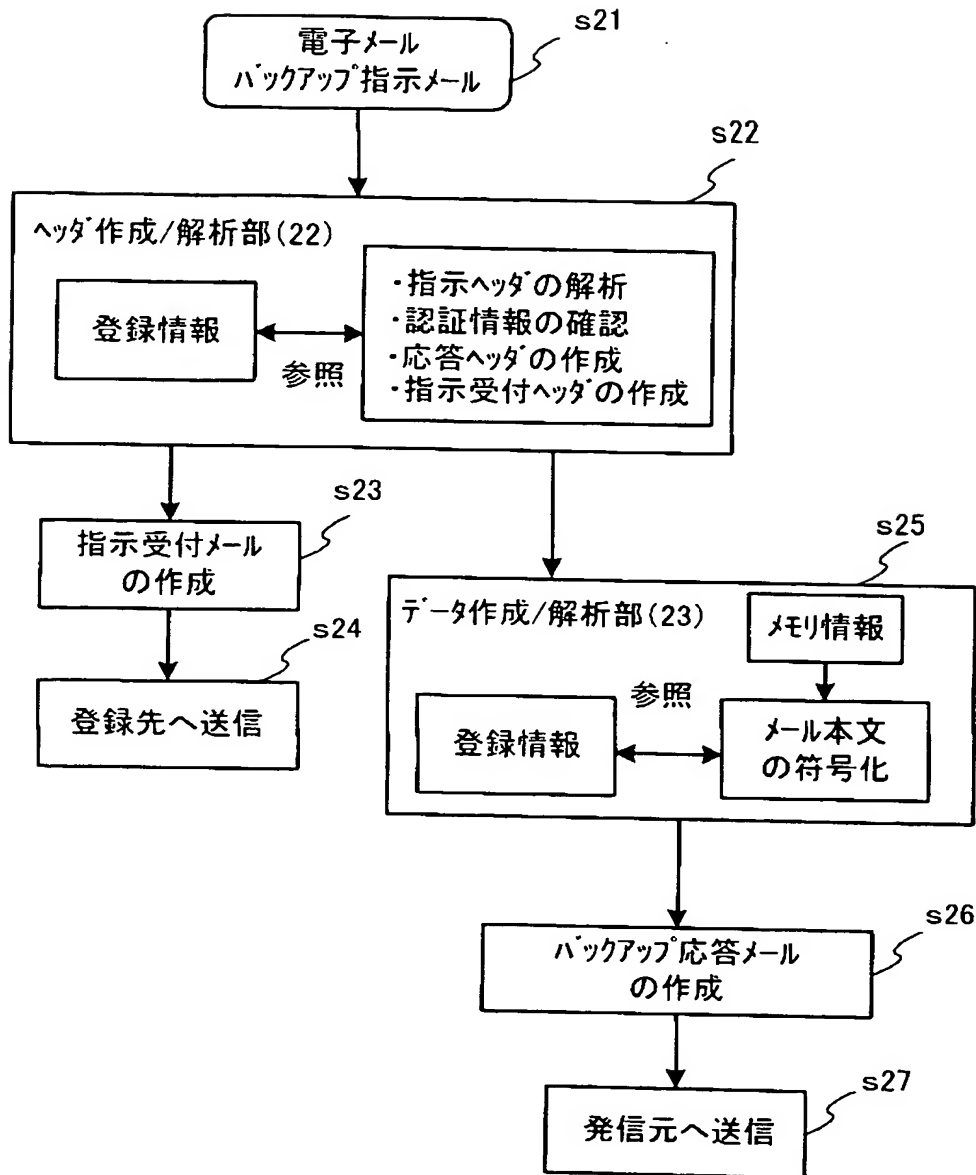 s21
電子メール
バックアップ指示メール
s22
ヘッダ作成/解析部(22)
登録情報
参照
・指示ヘッダの解析
・認証情報の確認
・応答ヘッダの作成
・指示受付ヘッダの作成
s23
指示受付メール
の作成
s24
登録先へ送信
s25
データ作成/解析部(23)
メモリ情報
参照
登録情報
メール本文
の符号化
s26
バックアップ応答メール
の作成
s27
発信元へ送信